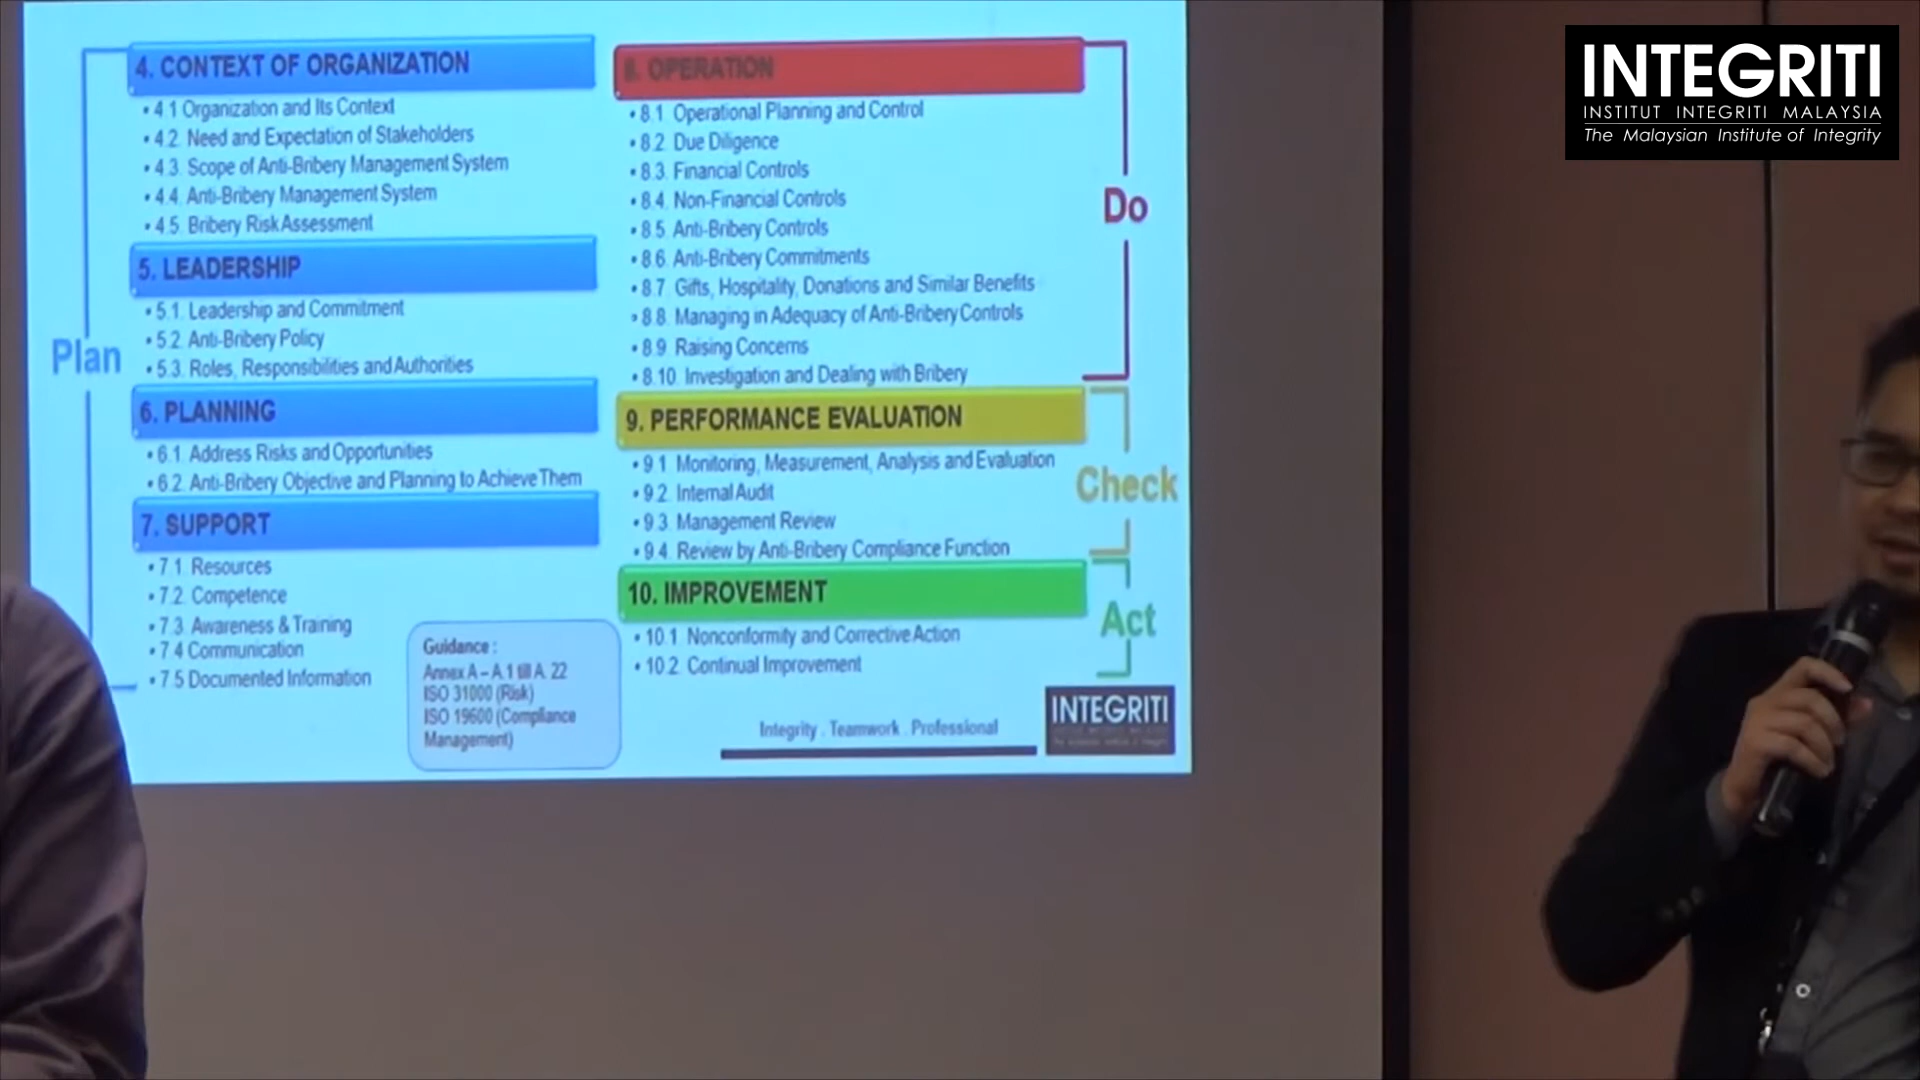 4. CONTEXT OF ORGANIZATION
• 4.1 Organization and Its Context
• 4.2. Need and Expectation of Stakeholders
• 4.3. Scope of Anti-Bribery Management System
• 4.4. Anti-Bribery Management System
• 4.5. Bribery Risk Assessment
5. LEADERSHIP
• 5.1. Leadership and Commitment
• 5.2. Anti-Bribery Policy
• 5.3. Roles, Responsibilities and Authorities
Plan
6. PLANNING
• 6.1. Address Risks and Opportunities
• 6.2. Anti-Bribery Objective and Planning to Achieve Them
7. SUPPORT
• 7.1. Resources
• 7.2. Competence
• 7.3. Awareness & Training
• 7.4 Communication
• 7.5 Documented Information
Guidance :
Annex A – A.1 till A. 22
ISO 31000 (Risk)
ISO 19600 (Compliance
Management)
8. OPERATION
• 8.1. Operational Planning and Control
• 8.2. Due Diligence
• 8.3. Financial Controls
• 8.4. Non-Financial Controls
• 8.5. Anti-Bribery Controls
• 8.6. Anti-Bribery Commitments
• 8.7. Gifts, Hospitality, Donations and Similar Benefits
• 8.8. Managing in Adequacy of Anti-Bribery Controls
• 8.9. Raising Concerns
• 8.10. Investigation and Dealing with Bribery
Do
9. PERFORMANCE EVALUATION
• 9.1. Monitoring, Measurement, Analysis and Evaluation
• 9.2. Internal Audit
• 9.3. Management Review
• 9.4. Review by Anti-Bribery Compliance Function
Check
10. IMPROVEMENT
• 10.1. Nonconformity and Corrective Action
• 10.2. Continual Improvement
Act
Integrity . Teamwork . Professional
INTEGRITI
INTEGRITI
INSTITUT INTEGRITI MALAYSIA
The Malaysian Institute of Integrity